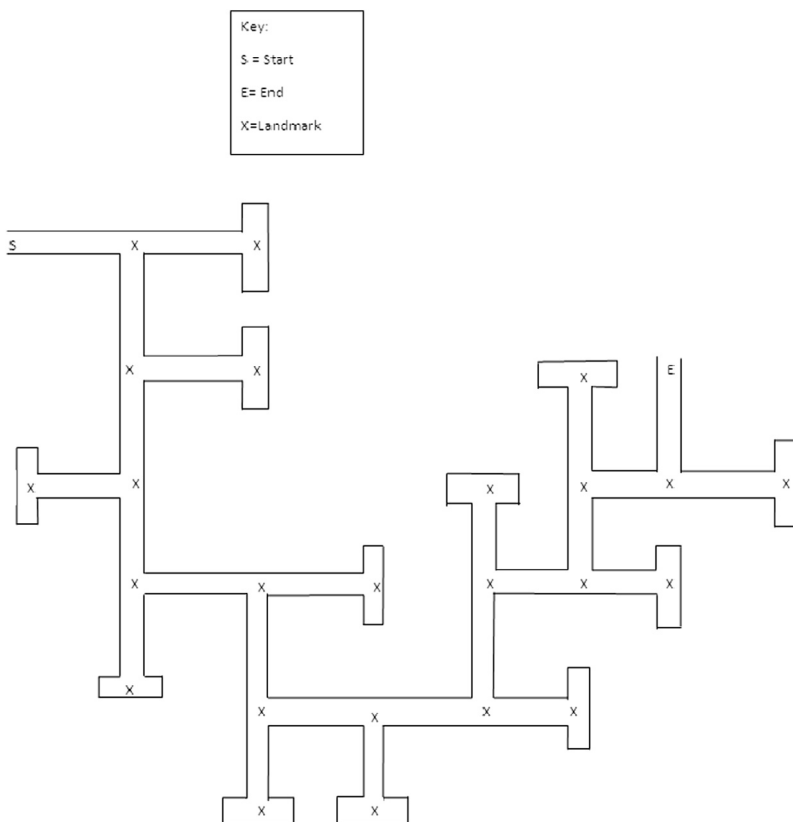 Key:
S = Start
E= End
X=Landmark
S X X
X X X E
X X X X X X
X X X X X X
X
X X X X
X X